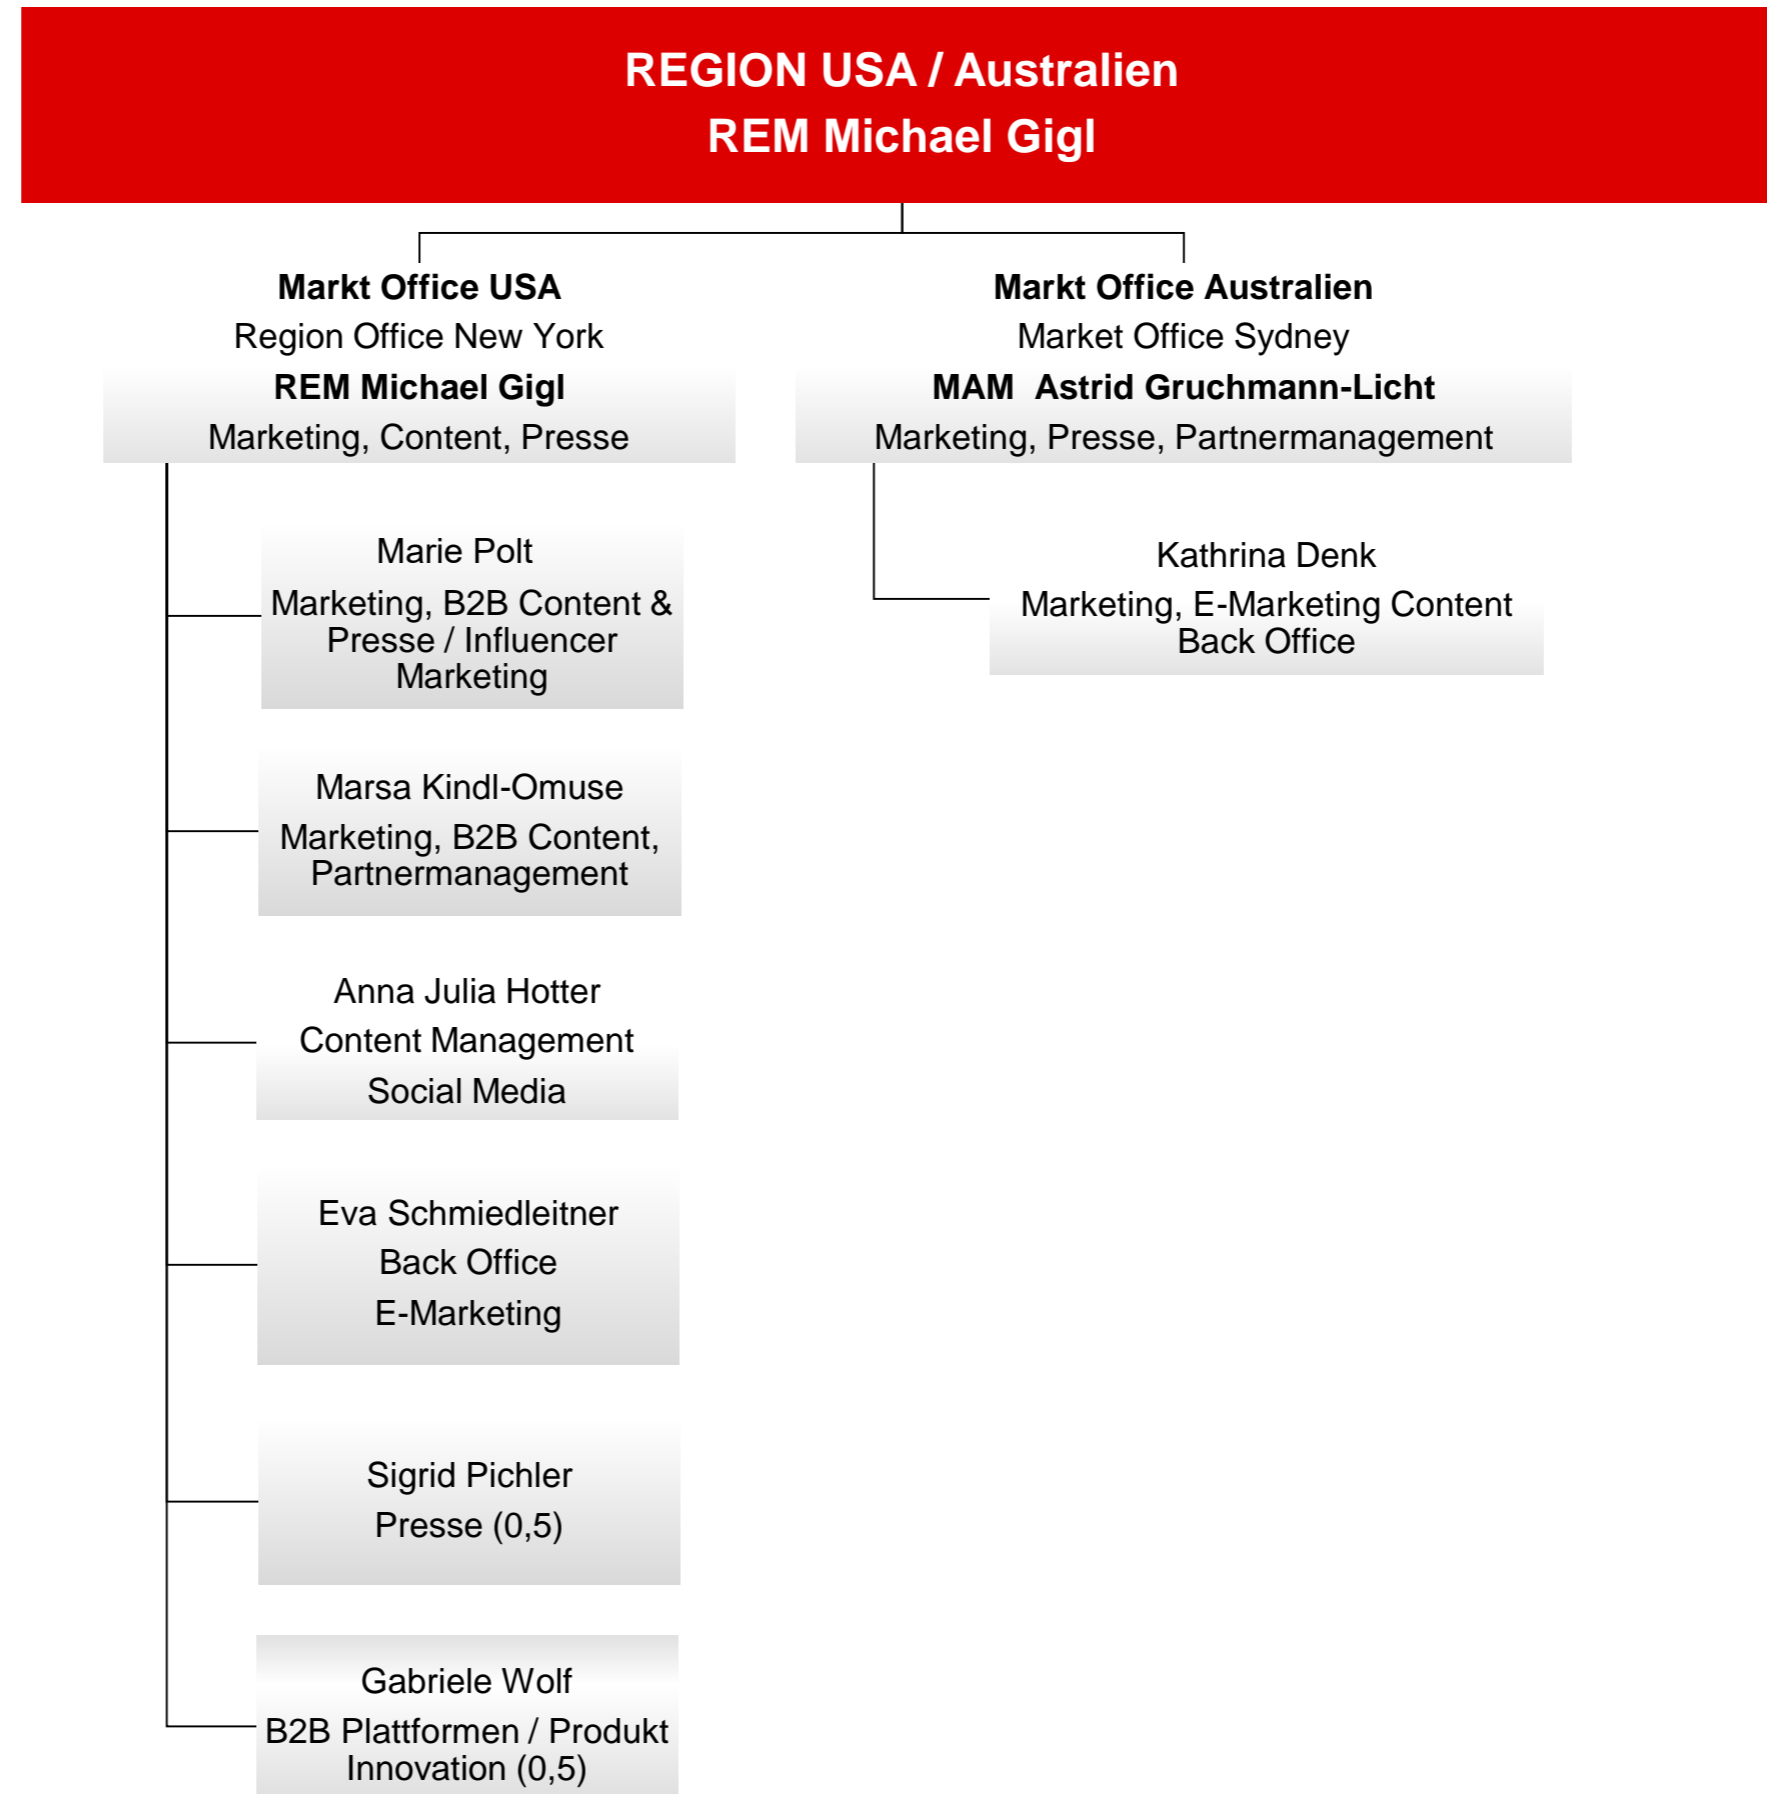 REGION USA / Australien
REM Michael Gigl
Markt Office USA
Region Office New York
REM Michael Gigl
Marketing, Content, Presse
Markt Office Australien
Market Office Sydney
MAM  Astrid Gruchmann-Licht
Marketing, Presse, Partnermanagement
Marie Polt
Marketing, B2B Content &
Presse / Influencer
Marketing
Kathrina Denk
Marketing, E-Marketing Content
Back Office
Marsa Kindl-Omuse
Marketing, B2B Content,
Partnermanagement
Anna Julia Hotter
Content Management
Social Media
Eva Schmiedleitner
Back Office
E-Marketing
Sigrid Pichler
Presse (0,5)
Gabriele Wolf
B2B Plattformen / Produkt
Innovation (0,5)